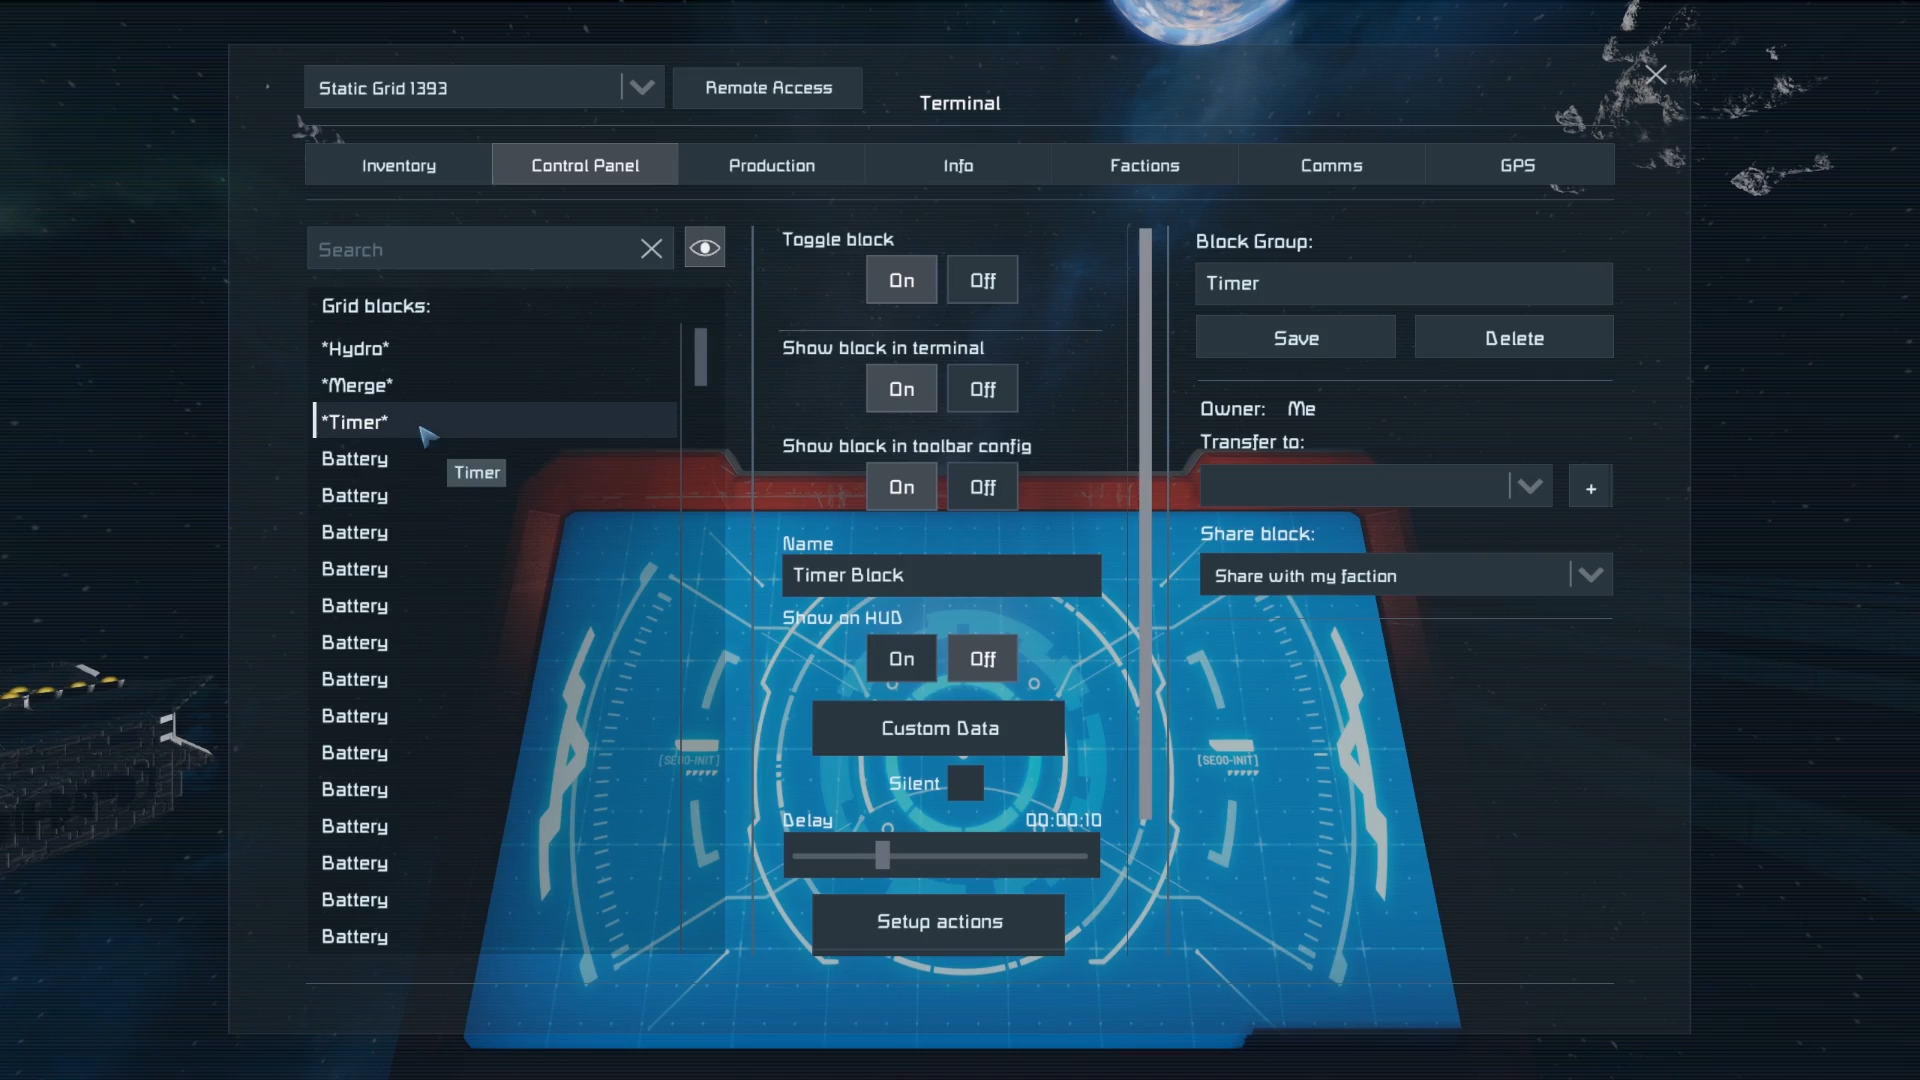 Static Grid 1393
Remote Access
Terminal
Inventory
Control Panel
Production
Info
Factions
Comms
GPS
Search
Grid blocks:
*Hydro*
*Merge*
*Timer*
Battery
Battery
Battery
Battery
Battery
Battery
Battery
Battery
Battery
Battery
Battery
Battery
Battery
Battery
Timer
Toggle block
On
Off
Show block in terminal
On
Off
Show block in toolbar config
On
Off
Name
Timer Block
Show on HUD
On
Off
Custom Data
Silent
Delay
00:00:10
Setup actions
Block Group:
Timer
Save
Delete
Owner: Me
Transfer to:
+
Share block:
Share with my faction
[SE00-INIT]
[SE00-INIT]